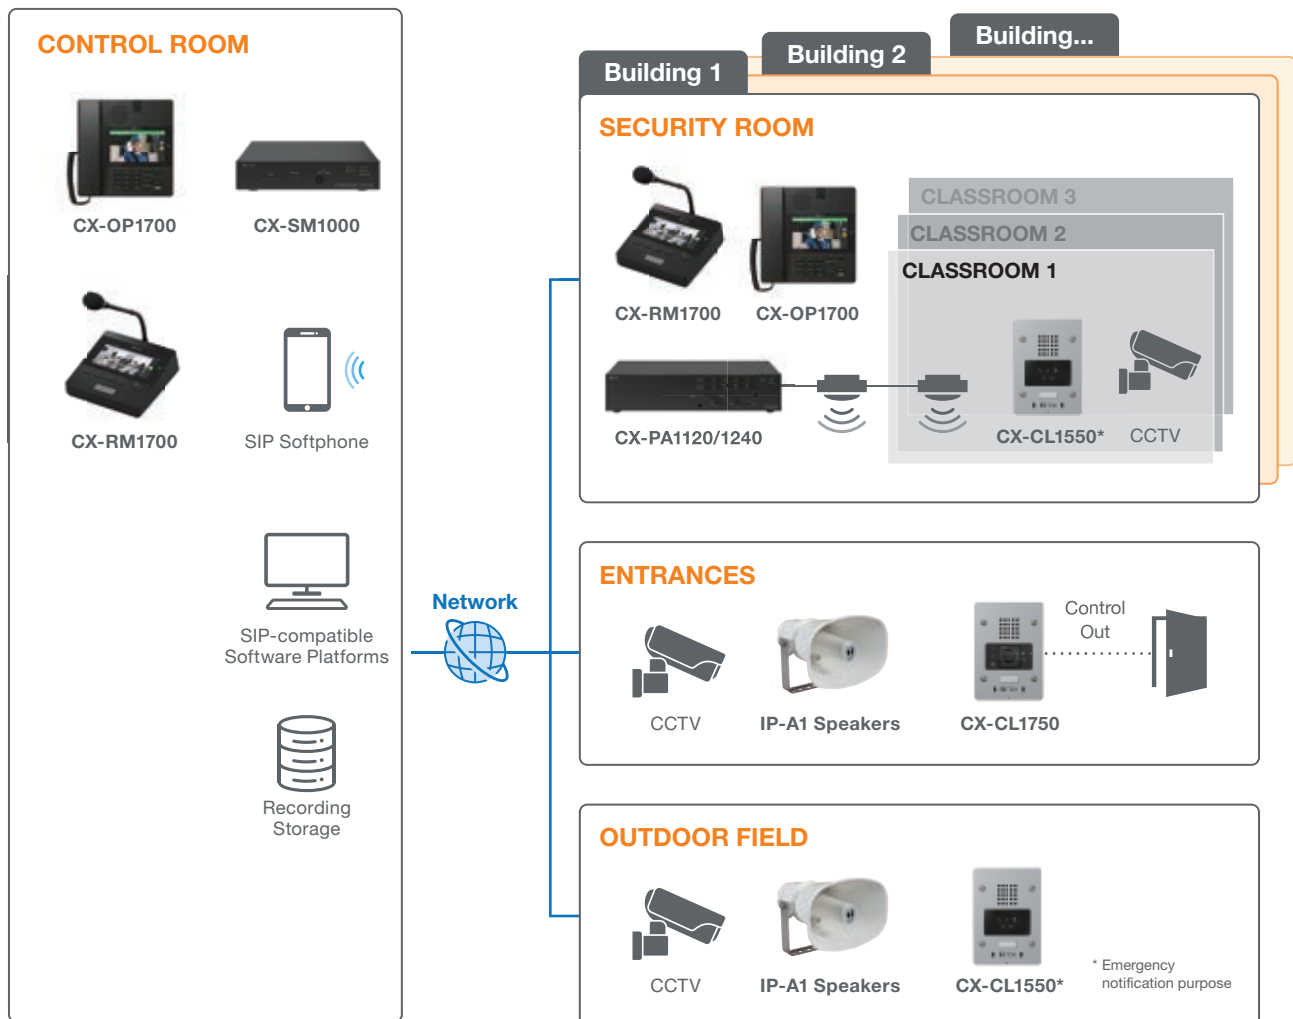 CONTROL ROOM
CX-OP1700
CX-SM1000
CX-RM1700
SIP Softphone
SIP-compatible
Software Platforms
Recording
Storage
Network
Building 1
Building 2
Building...
SECURITY ROOM
CX-RM1700
CX-OP1700
CX-PA1120/1240
CLASSROOM 3
CLASSROOM 2
CLASSROOM 1
CX-CL1550*
CCTV
ENTRANCES
CCTV
IP-A1 Speakers
CX-CL1750
Control
Out
OUTDOOR FIELD
CCTV
IP-A1 Speakers
CX-CL1550*
* Emergency
notification purpose